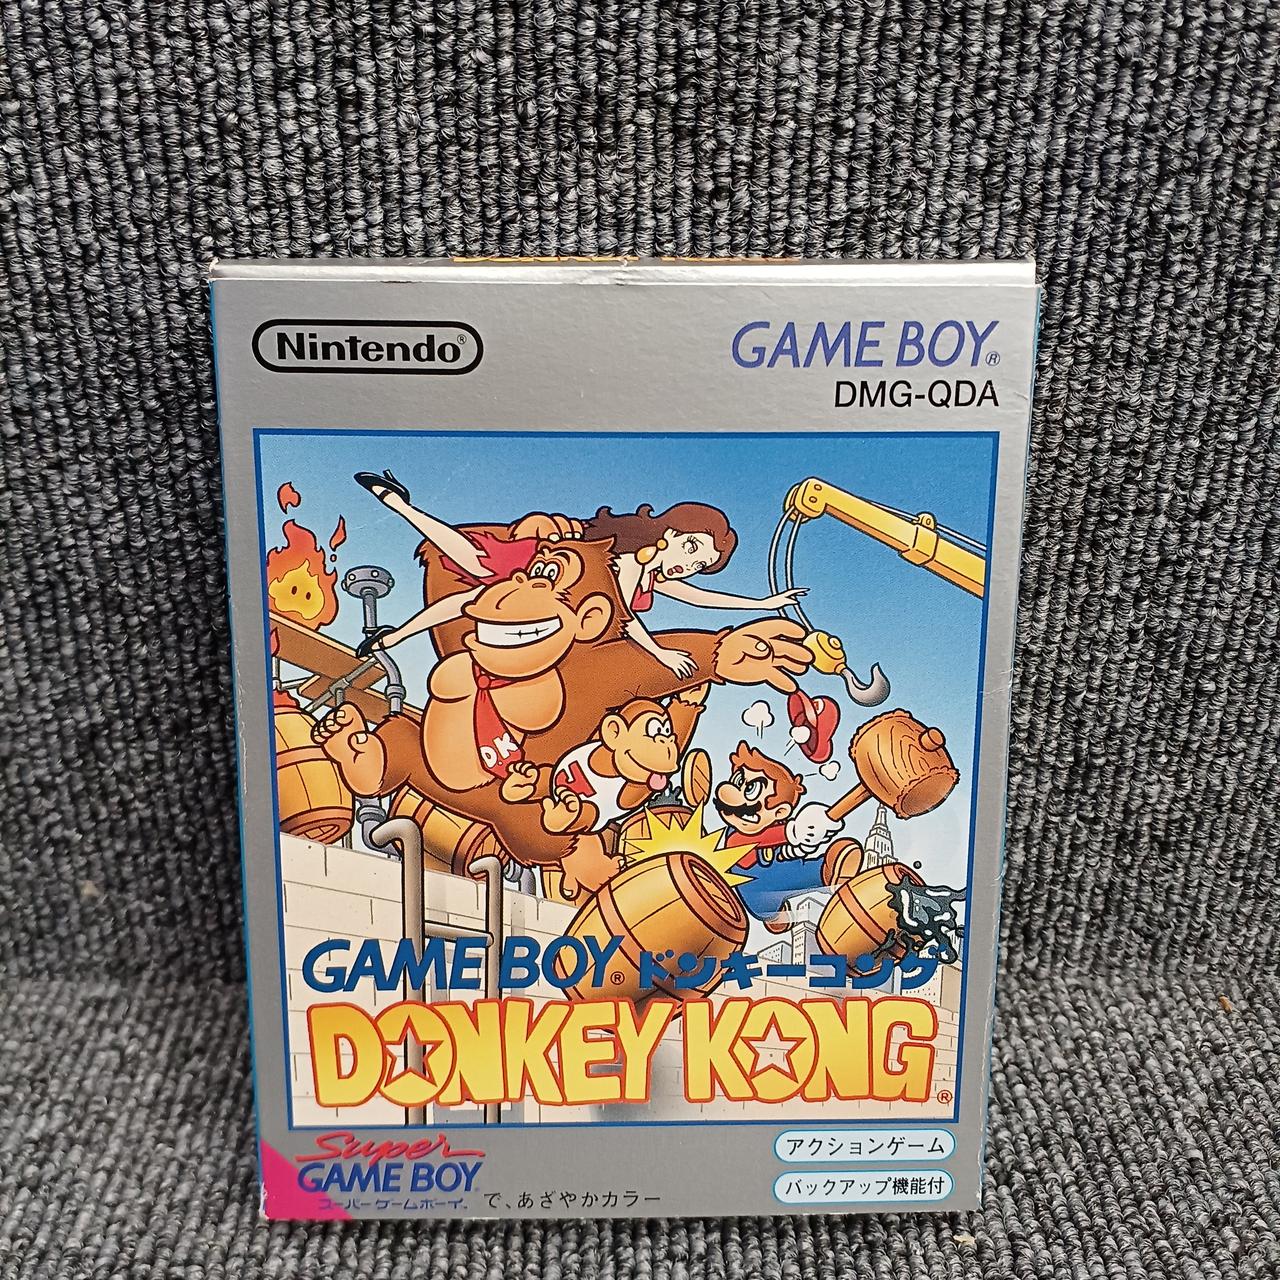 Nintendo®
GAME BOY®
DMG-QDA
D.K
GAME BOY® ドンキーコング
DONKEY KONG®
Super
GAME BOY
スーパーゲームボーイ. で、あざやかカラー
アクションゲーム
バックアップ機能付